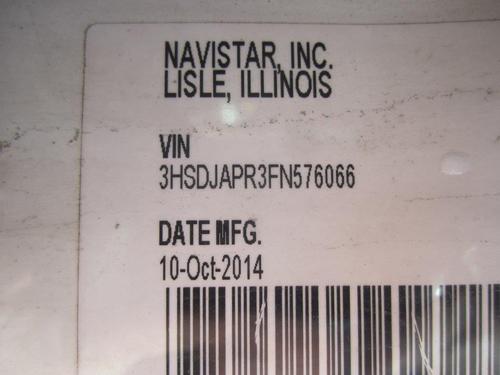 NAVISTAR, INC.
LISLE, ILLINOIS
VIN
3HSDJAPR3FN576066
DATE MFG.
10-Oct-2014